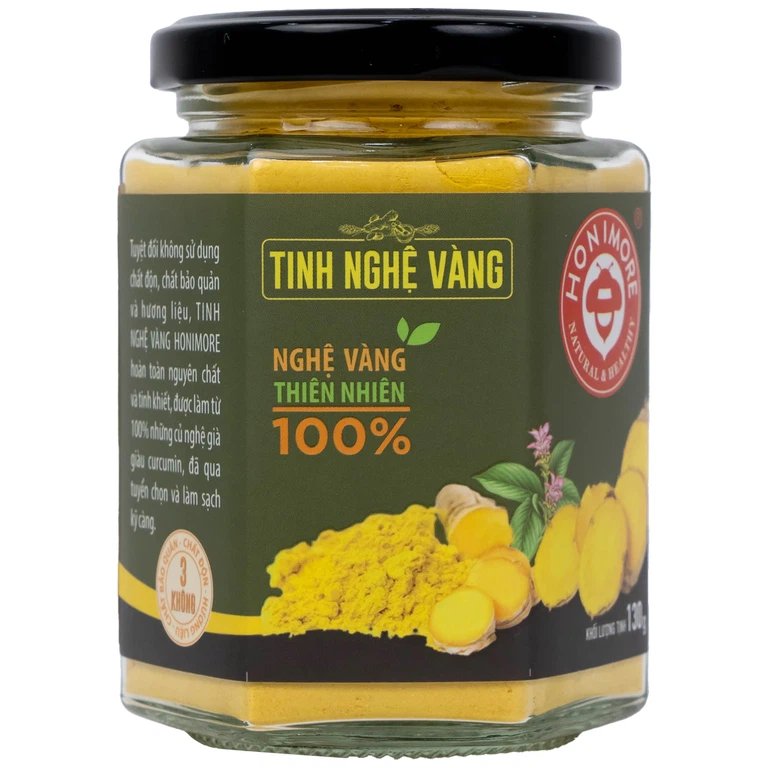 TINH NGHỆ VÀNG
NGHỆ VÀNG
THIÊN NHIÊN
100%
Tuyệt đối không sử dụng
chất độn, chất bảo quản
và hương liệu, TINH
NGHỆ VÀNG HONIMORE
hoàn toàn nguyên chất
và tinh khiết, được làm từ
100% những củ nghệ già
giàu curcumin, đã qua
tuyển chọn và làm sạch
kỹ càng.
CHẤT BẢO QUẢN - CHẤT ĐỘN - HƯƠNG LIỆU -
3
KHÔNG
HONIMORE
®
NATURAL & HEALTHY
KHỐI LƯỢNG TỊNH 130g